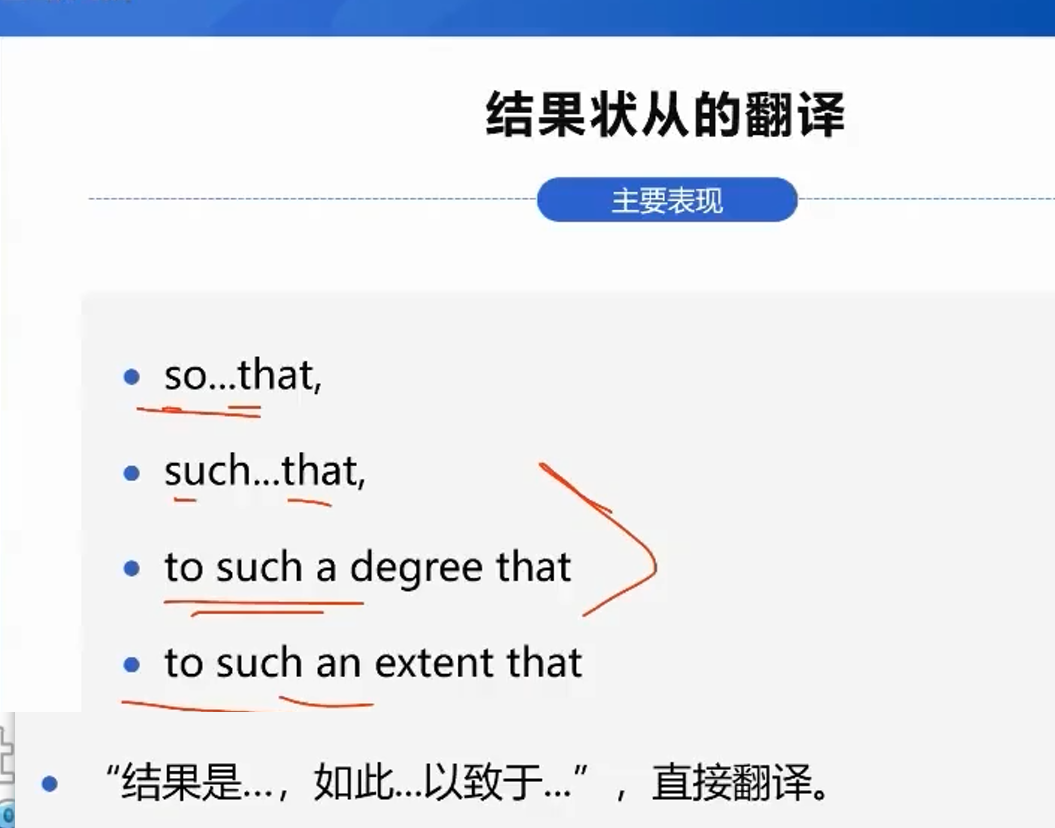 结果状从的翻译
主要表现
• so...that,
• such...that,
• to such a degree that
• to such an extent that
• “结果是...，如此...以致于...”，直接翻译。